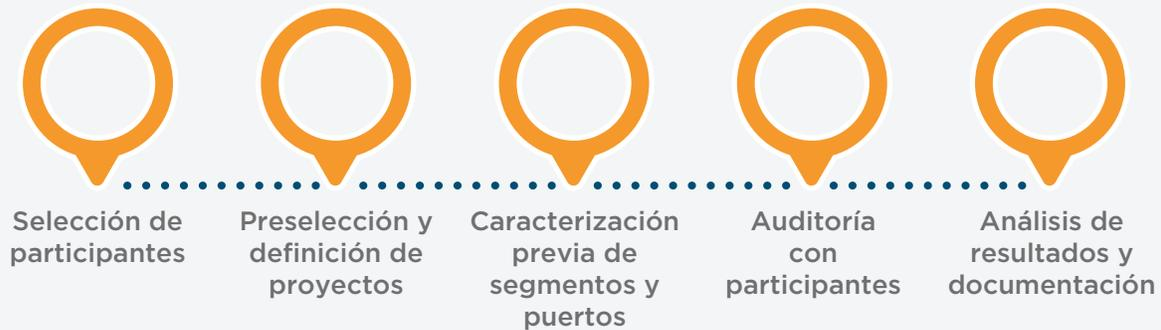 Selección de
participantes
Preselección y
definición de
proyectos
Caracterización
previa de
segmentos y
puertos
Auditoría
con
participantes
Análisis de
resultados y
documentación